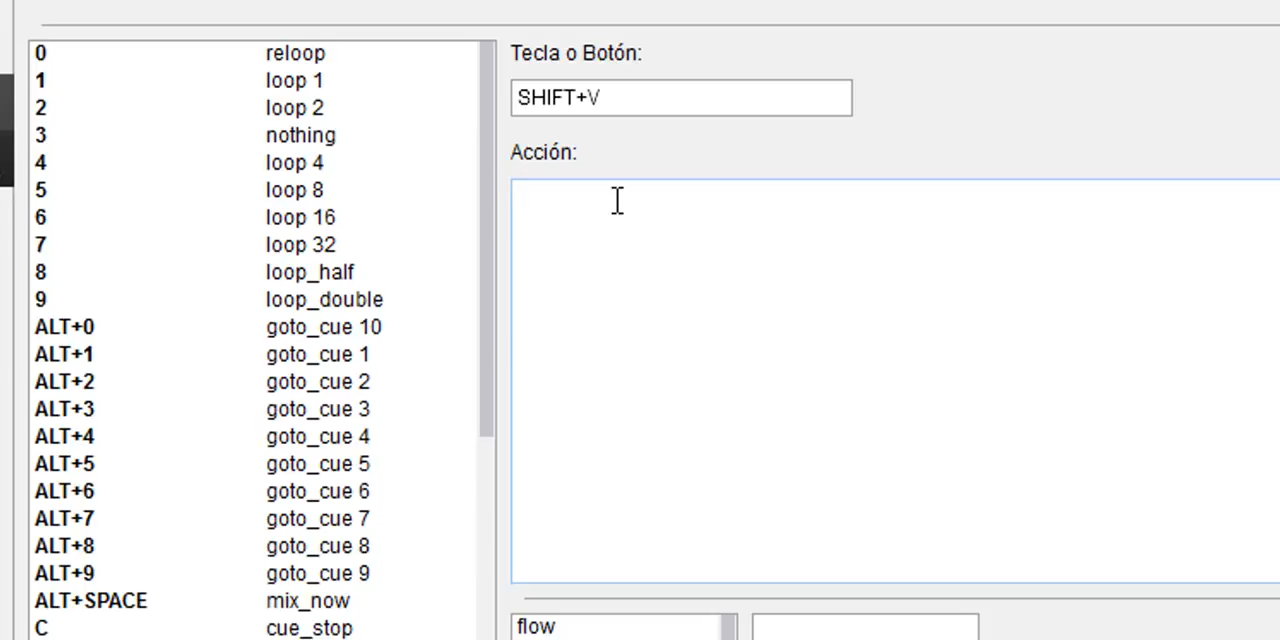 0 reloop
1 loop 1
2 loop 2
3 nothing
4 loop 4
5 loop 8
6 loop 16
7 loop 32
8 loop_half
9 loop_double
ALT+0 goto_cue 10
ALT+1 goto_cue 1
ALT+2 goto_cue 2
ALT+3 goto_cue 3
ALT+4 goto_cue 4
ALT+5 goto_cue 5
ALT+6 goto_cue 6
ALT+7 goto_cue 7
ALT+8 goto_cue 8
ALT+9 goto_cue 9
ALT+SPACE mix_now
C cue_stop
Tecla o Botón:
SHIFT+V
Acción:
flow